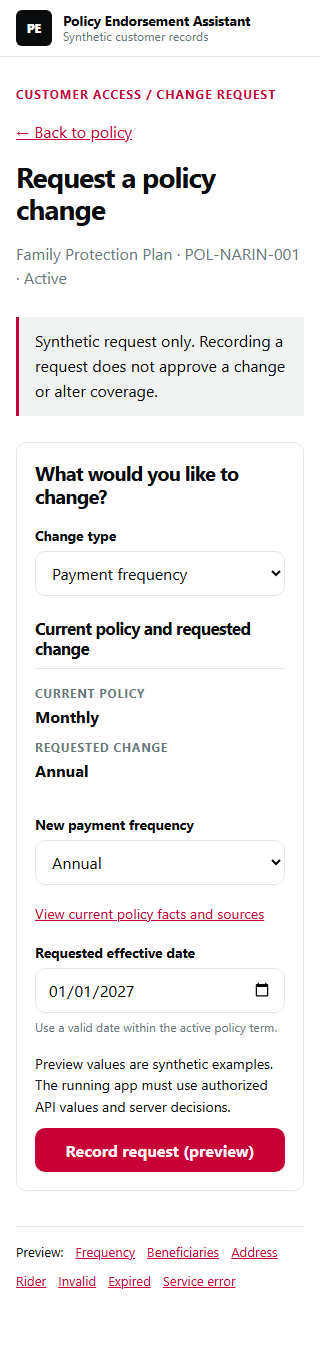 PE
Policy Endorsement Assistant
Synthetic customer records
CUSTOMER ACCESS / CHANGE REQUEST
← Back to policy
Request a policy
change
Family Protection Plan · POL-NARIN-001
· Active
Synthetic request only. Recording a
request does not approve a change
or alter coverage.
What would you like to
change?
Change type
Payment frequency
Current policy and requested
change
CURRENT POLICY
Monthly
REQUESTED CHANGE
Annual
New payment frequency
Annual
View current policy facts and sources
Requested effective date
01/01/2027
Use a valid date within the active policy term.
Preview values are synthetic examples.
The running app must use authorized
API values and server decisions.
Record request (preview)
Preview: Frequency Beneficiaries Address
Rider Invalid Expired Service error